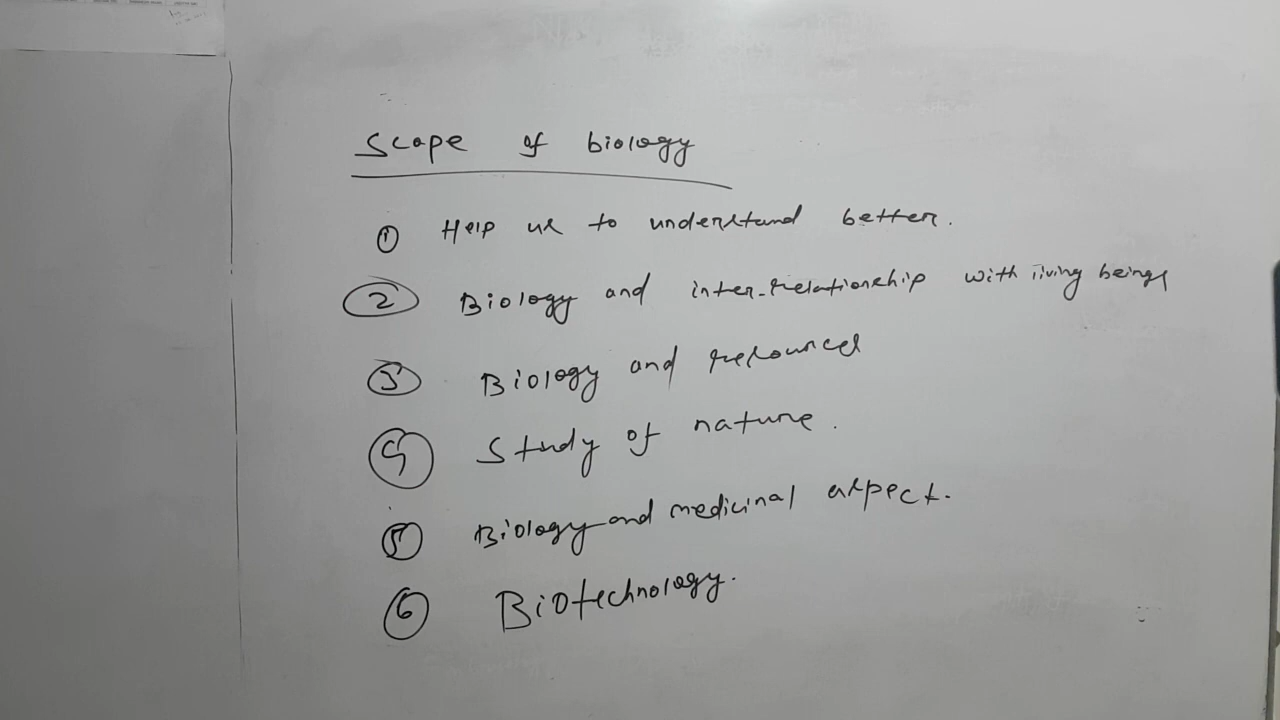 Scope of biology
① Help us to understand better.
② Biology and inter-relationship with living beings
③ Biology and resources
④ Study of nature.
⑤ Biology and medicinal aspect.
⑥ Biotechnology.